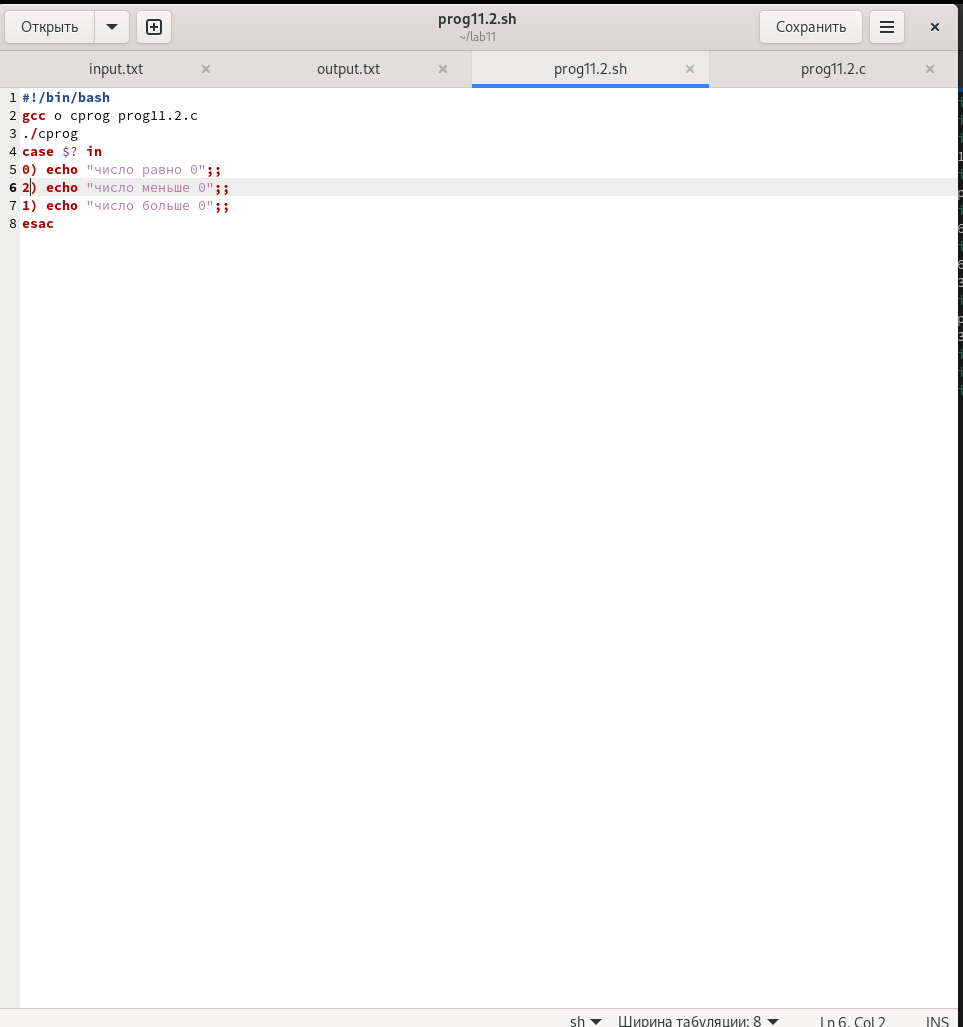 Открыть
prog11.2.sh
~/lab11
Сохранить
input.txt
output.txt
prog11.2.sh
prog11.2.c
1 #!/bin/bash
2 gcc o cprog prog11.2.c
3 ./cprog
4 case $? in
5 0) echo "число равно 0";;
6 2) echo "число меньше 0";;
7 1) echo "число больше 0";;
8 esac
sh Ширина табуляции: 8 Ln 6, Col 2 INS